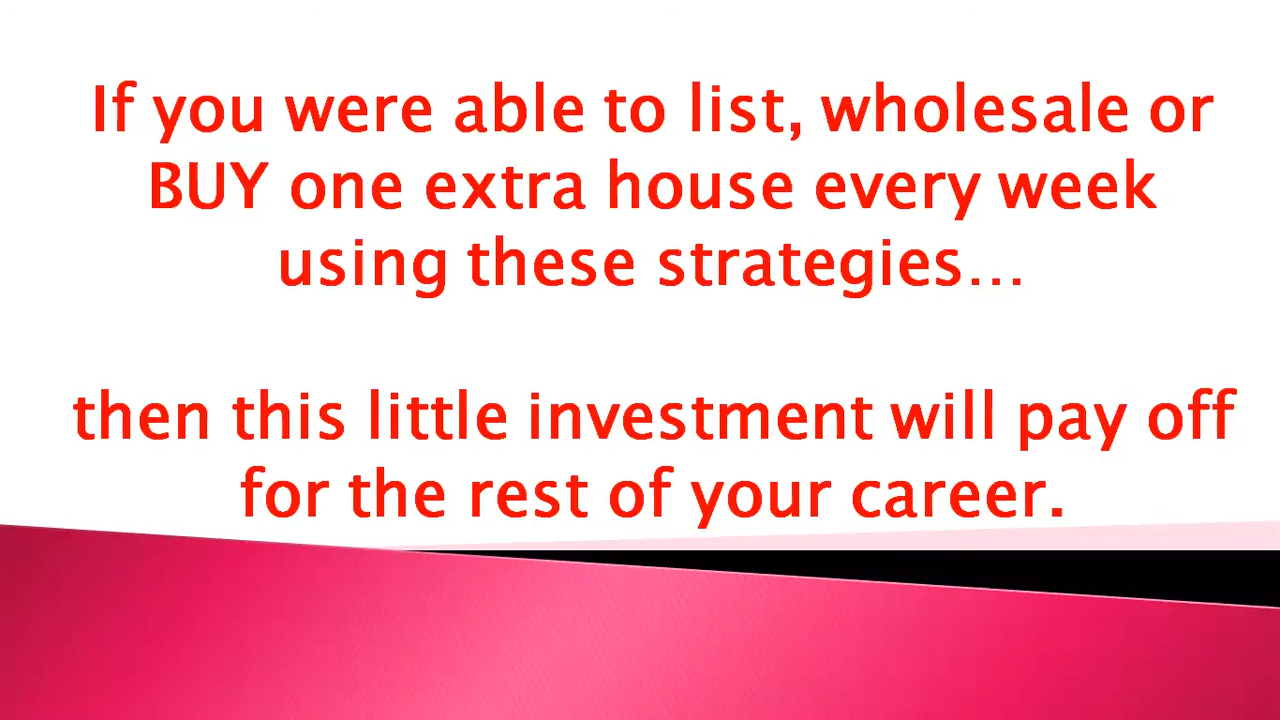 If you were able to list, wholesale or
BUY one extra house every week
using these strategies…
then this little investment will pay off
for the rest of your career.